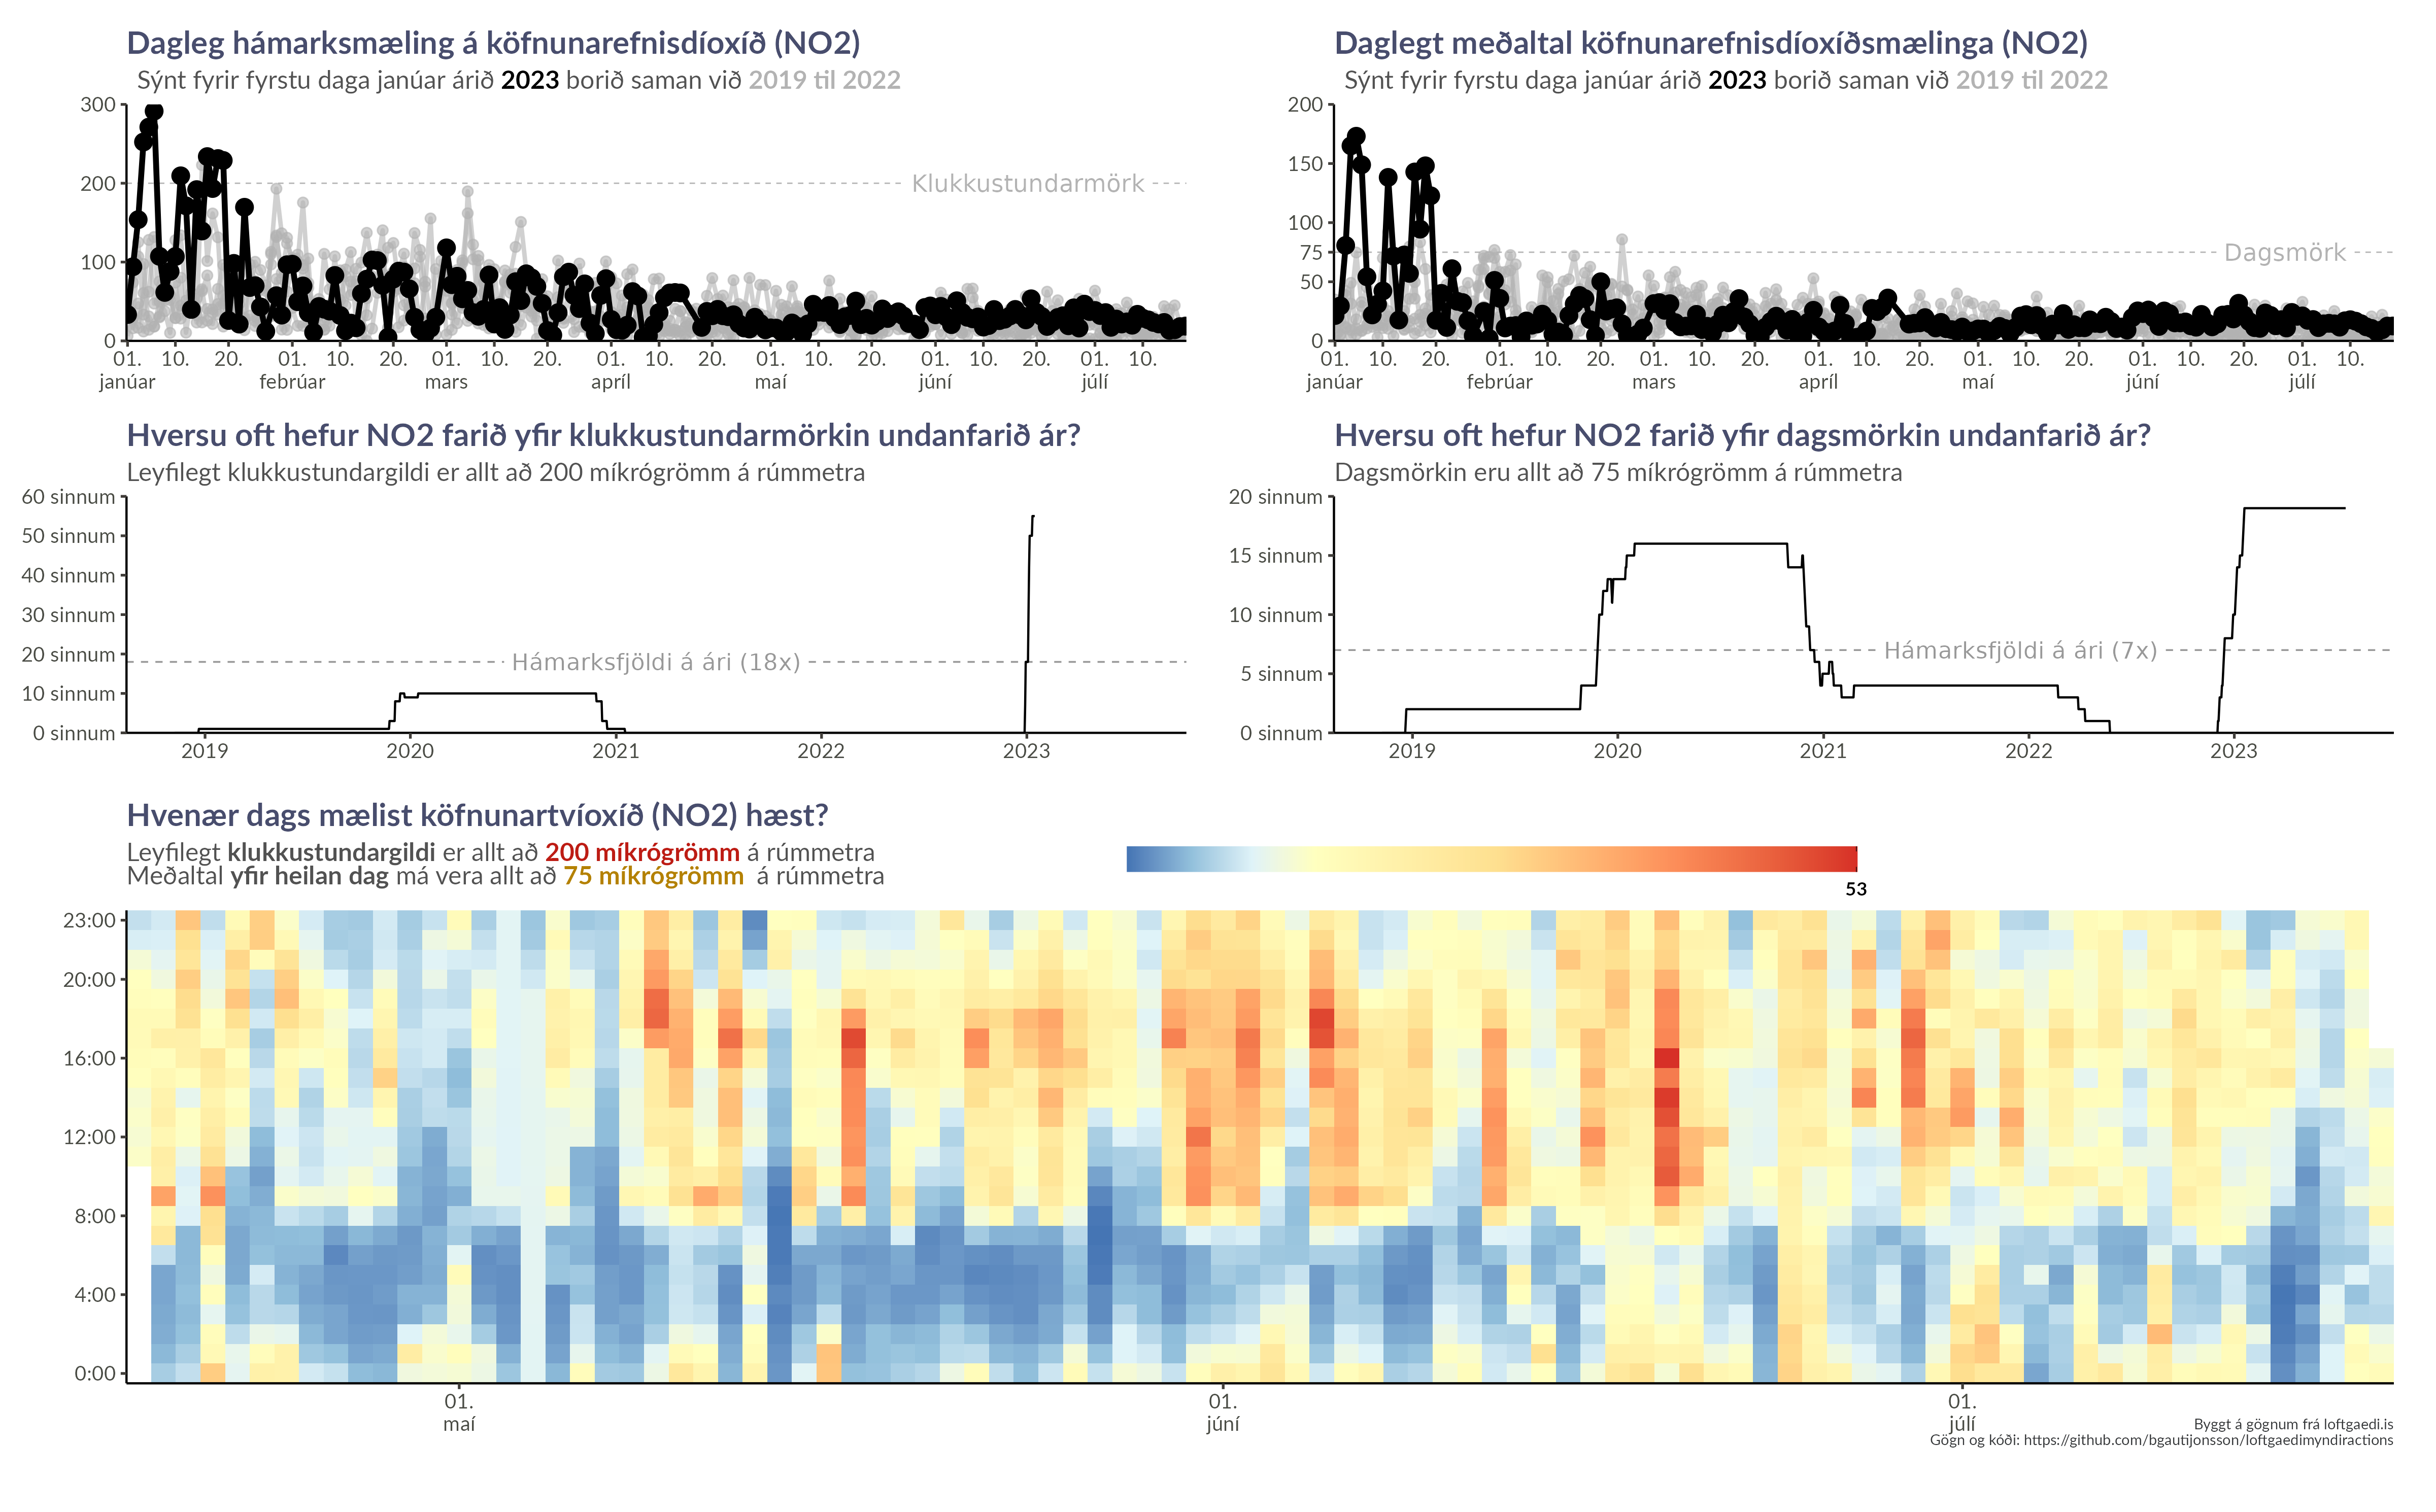 Dagleg hámarksmæling á köfnunarefnisdíoxíð (NO2)
Sýnt fyrir fyrstu daga janúar árið 2023 borið saman við 2019 til 2022
300
200
100
0
Klukkustundarmörk
01. 10. 20. 01. 10. 20. 01. 10. 20. 01. 10. 20. 01. 10. 20. 01. 10. 20. 01. 10.
janúar febrúar mars apríl maí júní júlí
Daglegt meðaltal köfnunarefnisdíoxíðsmælinga (NO2)
Sýnt fyrir fyrstu daga janúar árið 2023 borið saman við 2019 til 2022
200
150
100
75
50
0
Dagsmörk
01. 10. 20. 01. 10. 20. 01. 10. 20. 01. 10. 20. 01. 10. 20. 01. 10. 20. 01. 10.
janúar febrúar mars apríl maí júní júlí
Hversu oft hefur NO2 farið yfir klukkustundarmörkin undanfarið ár?
Leyfilegt klukkustundargildi er allt að 200 míkrógrömm á rúmmetra
60 sinnum
50 sinnum
40 sinnum
30 sinnum
20 sinnum
10 sinnum
0 sinnum
Hámarksfjöldi á ári (18x)
2019 2020 2021 2022 2023
Hversu oft hefur NO2 farið yfir dagsmörkin undanfarið ár?
Dagsmörkin eru allt að 75 míkrógrömm á rúmmetra
20 sinnum
15 sinnum
10 sinnum
5 sinnum
0 sinnum
Hámarksfjöldi á ári (7x)
2019 2020 2021 2022 2023
Hvenær dags mælist köfnunartvíoxíð (NO2) hæst?
Leyfilegt klukkustundargildi er allt að 200 míkrógrömm á rúmmetra
Meðaltal yfir heilan dag má vera allt að 75 míkrógrömm á rúmmetra
53
23:00
20:00
16:00
12:00
8:00
4:00
0:00
01. 01. 01.
maí júní júlí
Byggt á gögnum frá loftgaedi.is
Gögn og kóði: https://github.com/bgautijonsson/loftgaedimyndiractions